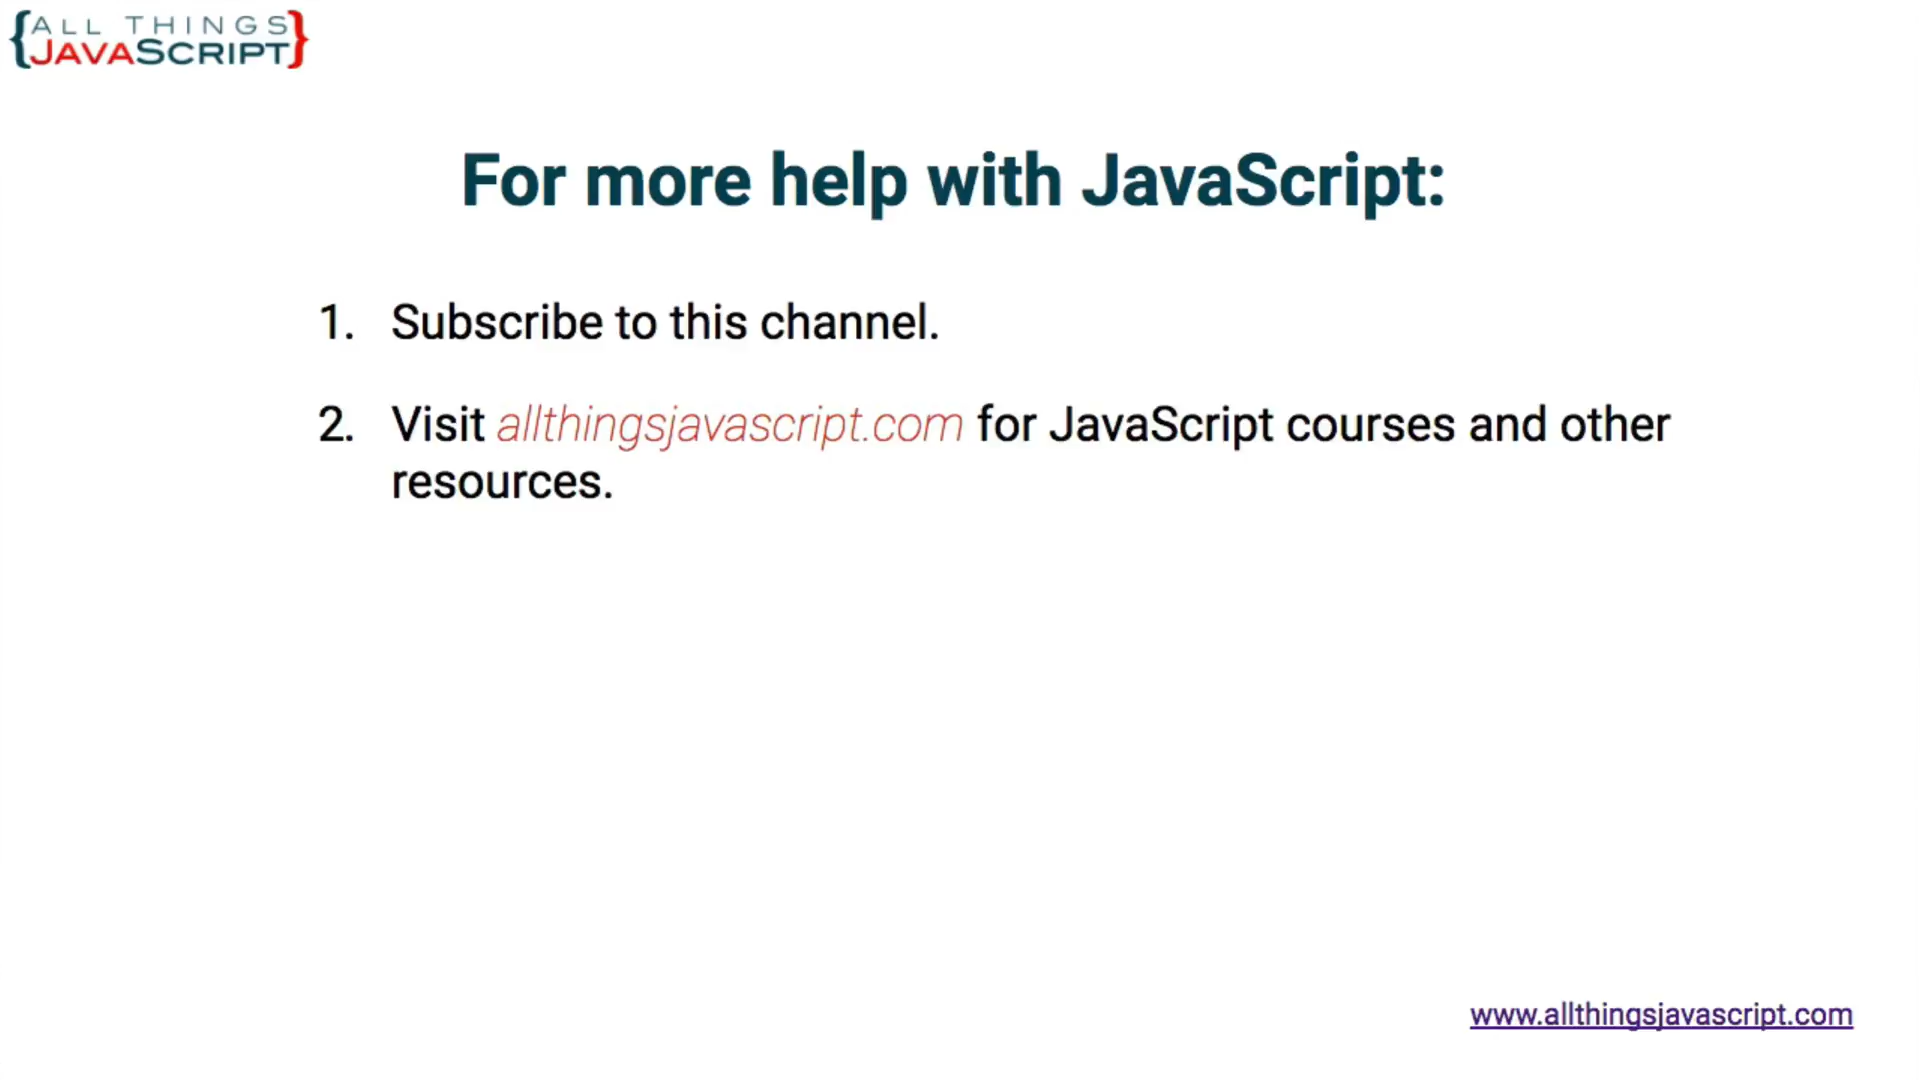 {ALL THINGS
JAVASCRIPT}
For more help with JavaScript:
1. Subscribe to this channel.
2. Visit allthingsjavascript.com for JavaScript courses and other
resources.
www.allthingsjavascript.com